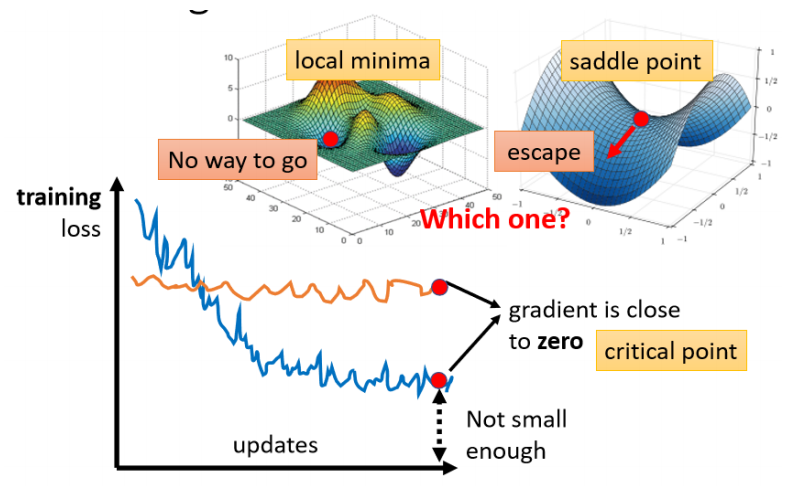 local minima
saddle point
No way to go
escape
Which one?
10
5
0
50
40
30
20
10
0
0
10
20
30
40
50
1
1/2
0
−1/2
−1
−1
−1/2
0
1/2
1
−1
−1/2
0
1/2
1
training
loss
updates
gradient is close
to zero
critical point
Not small
enough